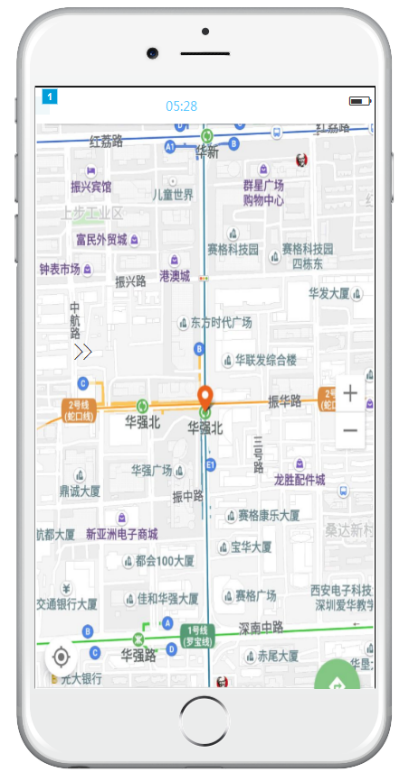 1
05:28
红荔路
红荔路
A1
B
华新
振兴宾馆
儿童世界
群星广场
购物中心
上步工业区
富民外贸城
赛格科技园
赛格科技园
四栋东
钟表市场
港澳城
振兴路
华发大厦
中航路
东方时代广场
B
华联发综合楼
C
2号线
(蛇口线)
振华路
华强北
华强北
三号路
E1
华强广场
龙胜配件城
鼎诚大厦
振中路
赛格康乐大厦
新亚洲电子商城
桑达新村
航都大厦
宝华大厦
都会100大厦
西安电子科技
深圳爱华教学
交通银行大厦
佳和华强大厦
赛格广场
A
B
1号线
(罗宝线)
深南中路
C
华强路
D
赛尾大厦
光大银行